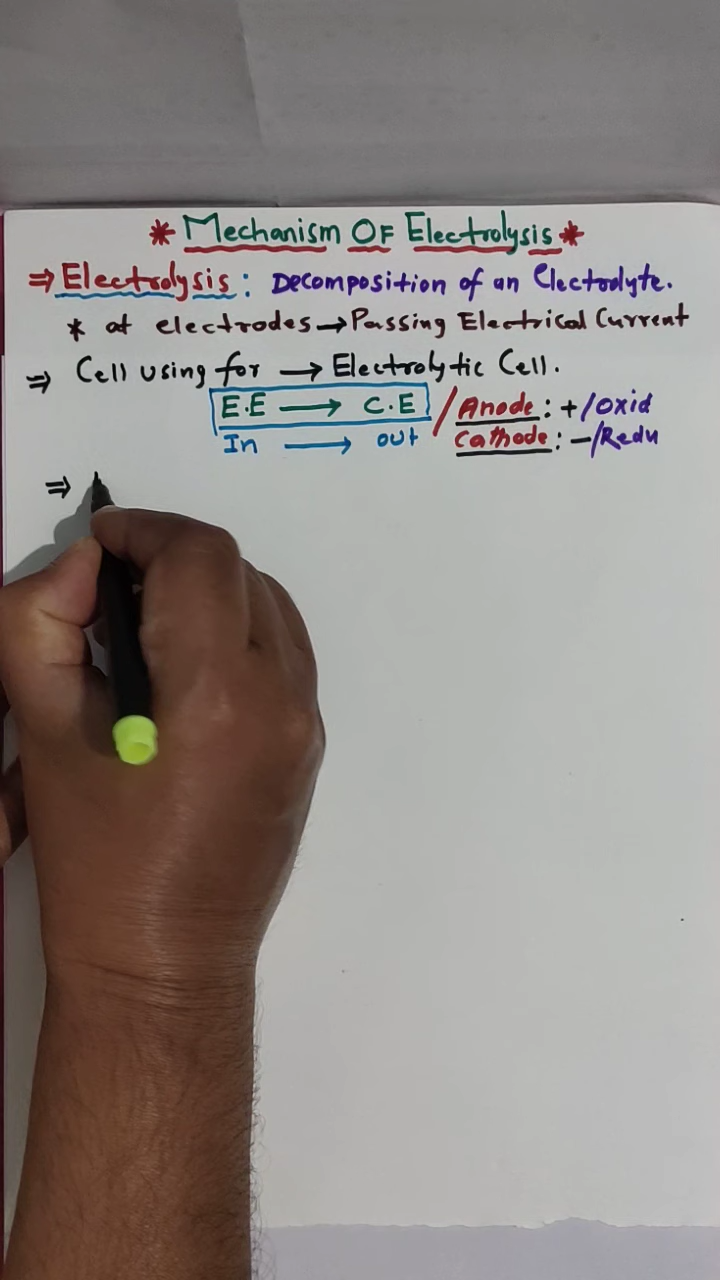 * Mechanism OF Electrolysis *
⇒ Electrolysis: Decomposition of an Electrolyte.
* at electrodes → Passing Electrical Current
⇒ Cell using for → Electrolytic Cell.
E.E → C.E / Anode: + / Oxid
In → out Cathode: - / Redu
⇒